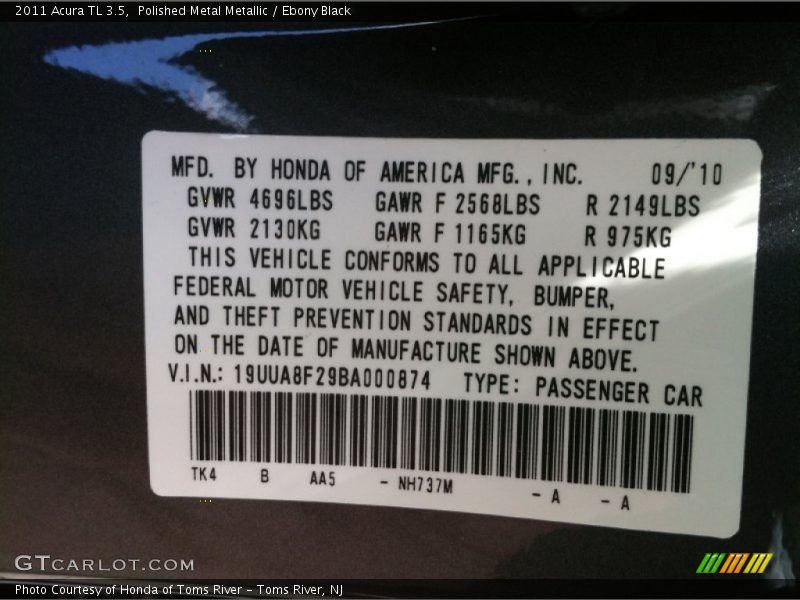 2011 Acura TL 3.5,  Polished Metal Metallic / Ebony Black
MFD. BY HONDA OF AMERICA MFG., INC. 09/'10
GVWR 4696LBS GAWR F 2568LBS R 2149LBS
GVWR 2130KG GAWR F 1165KG R 975KG
THIS VEHICLE CONFORMS TO ALL APPLICABLE
FEDERAL MOTOR VEHICLE SAFETY, BUMPER,
AND THEFT PREVENTION STANDARDS IN EFFECT
ON THE DATE OF MANUFACTURE SHOWN ABOVE.
V.I.N.: 19UUA8F29BA000874 TYPE: PASSENGER CAR
TK4 B AA5 - NH737M - A - A
GTCARLOT.COM
Photo Courtesy of Honda of Toms River - Toms River, NJ